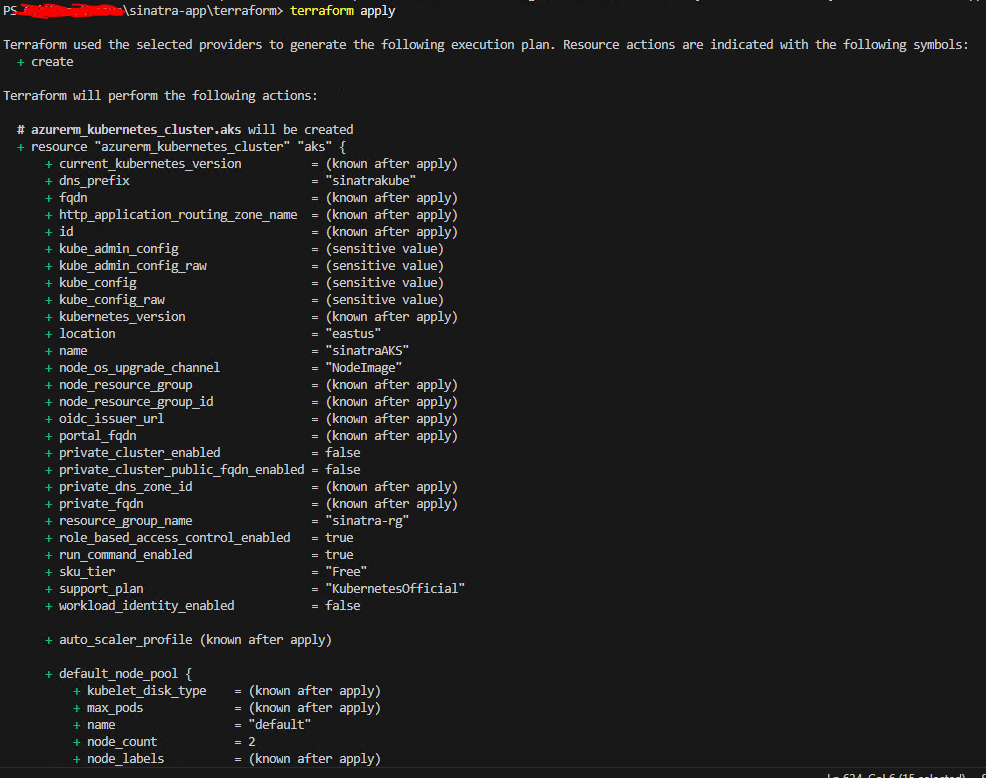 PS \sinatra-app\terraform> terraform apply
Terraform used the selected providers to generate the following execution plan. Resource actions are indicated with the following symbols:
+ create
Terraform will perform the following actions:
# azurerm_kubernetes_cluster.aks will be created
+ resource "azurerm_kubernetes_cluster" "aks" {
+ current_kubernetes_version = (known after apply)
+ dns_prefix = "sinatrakube"
+ fqdn = (known after apply)
+ http_application_routing_zone_name = (known after apply)
+ id = (known after apply)
+ kube_admin_config = (sensitive value)
+ kube_admin_config_raw = (sensitive value)
+ kube_config = (sensitive value)
+ kube_config_raw = (sensitive value)
+ kubernetes_version = (known after apply)
+ location = "eastus"
+ name = "sinatraAKS"
+ node_os_upgrade_channel = "NodeImage"
+ node_resource_group = (known after apply)
+ node_resource_group_id = (known after apply)
+ oidc_issuer_url = (known after apply)
+ portal_fqdn = (known after apply)
+ private_cluster_enabled = false
+ private_cluster_public_fqdn_enabled = false
+ private_dns_zone_id = (known after apply)
+ private_fqdn = (known after apply)
+ resource_group_name = "sinatra-rg"
+ role_based_access_control_enabled = true
+ run_command_enabled = true
+ sku_tier = "Free"
+ support_plan = "KubernetesOfficial"
+ workload_identity_enabled = false
+ auto_scaler_profile (known after apply)
+ default_node_pool {
+ kubelet_disk_type = (known after apply)
+ max_pods = (known after apply)
+ name = "default"
+ node_count = 2
+ node_labels = (known after apply)